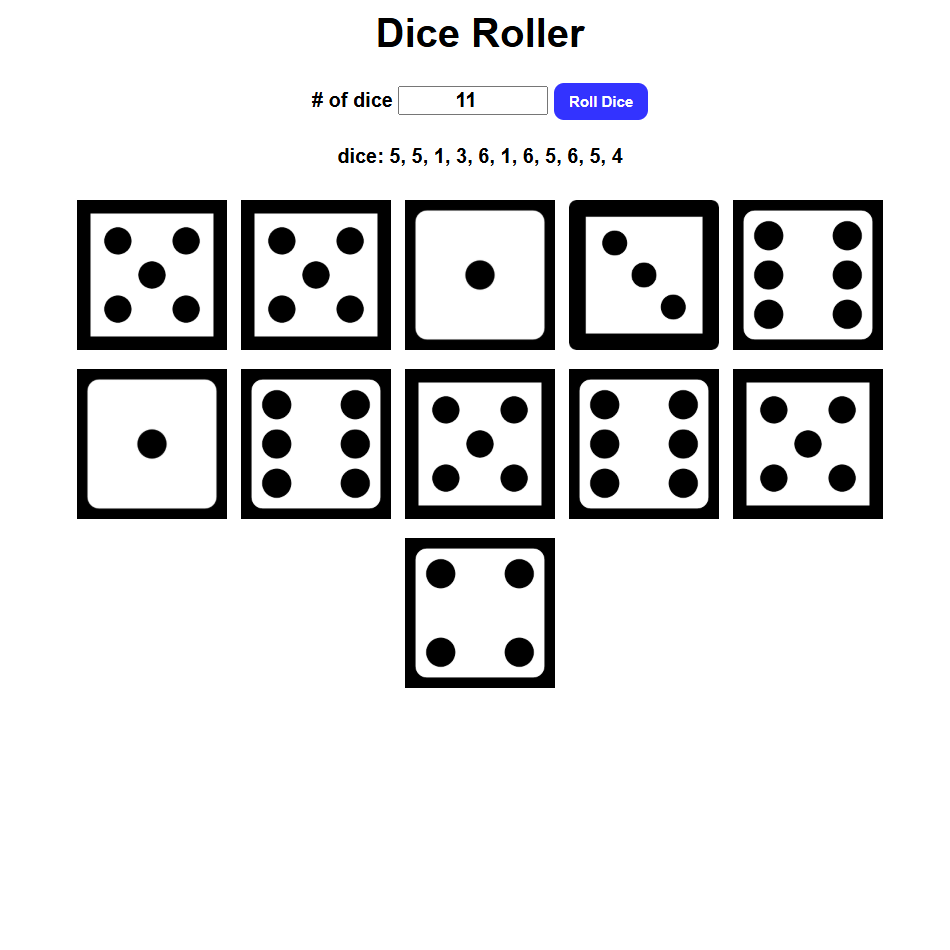 Dice Roller
# of dice 11 Roll Dice
dice: 5, 5, 1, 3, 6, 1, 6, 5, 6, 5, 4